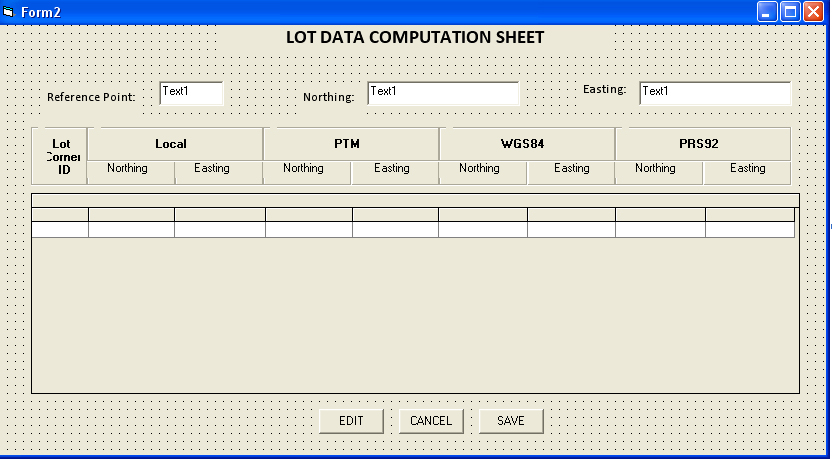 Form2
LOT DATA COMPUTATION SHEET
Reference Point: Text1 Northing: Text1 Easting: Text1
Lot Corner ID Local PTM WGS84 PRS92
Northing Easting Northing Easting Northing Easting Northing Easting
EDIT CANCEL SAVE